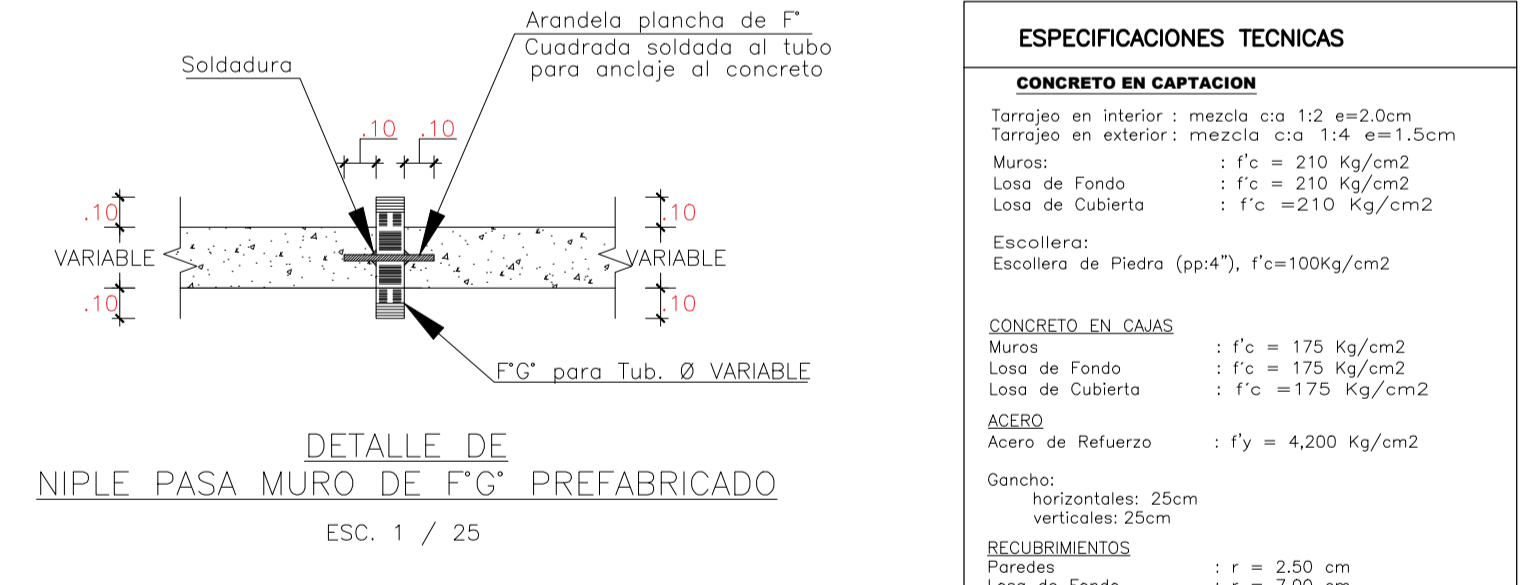 Arandela plancha de F°
Cuadrada soldada al tubo
para anclaje al concreto
Soldadura
.10 .10
.10 .10
VARIABLE VARIABLE
.10 .10
F°G° para Tub. Ø VARIABLE
DETALLE DE
NIPLE PASA MURO DE F°G° PREFABRICADO
ESC. 1 / 25
ESPECIFICACIONES TECNICAS
CONCRETO EN CAPTACION
Tarrajeo en interior : mezcla c:a 1:2 e=2.0cm
Tarrajeo en exterior : mezcla c:a 1:4 e=1.5cm
Muros: : f'c = 210 Kg/cm2
Losa de Fondo : f'c = 210 Kg/cm2
Losa de Cubierta : f´c =210 Kg/cm2
Escollera:
Escollera de Piedra (pp:4"), f'c=100Kg/cm2
CONCRETO EN CAJAS
Muros : f'c = 175 Kg/cm2
Losa de Fondo : f´c = 175 Kg/cm2
Losa de Cubierta : f´c =175 Kg/cm2
ACERO
Acero de Refuerzo : f'y = 4,200 Kg/cm2
Gancho:
horizontales: 25cm
verticales: 25cm
RECUBRIMIENTOS
Paredes : r = 2.50 cm
Losa de Fondo : r = 7.00 cm